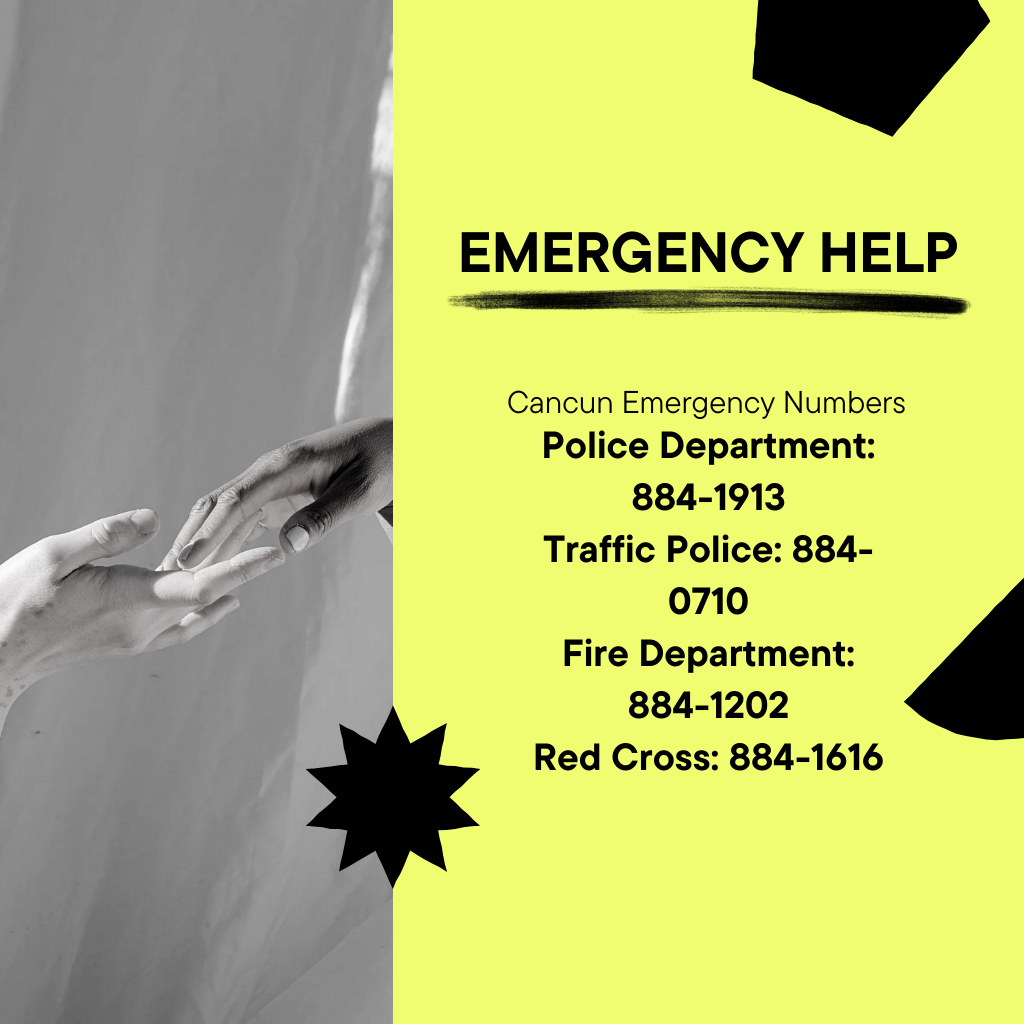 EMERGENCY HELP
Cancun Emergency Numbers
Police Department:
884-1913
Traffic Police: 884-
0710
Fire Department:
884-1202
Red Cross: 884-1616